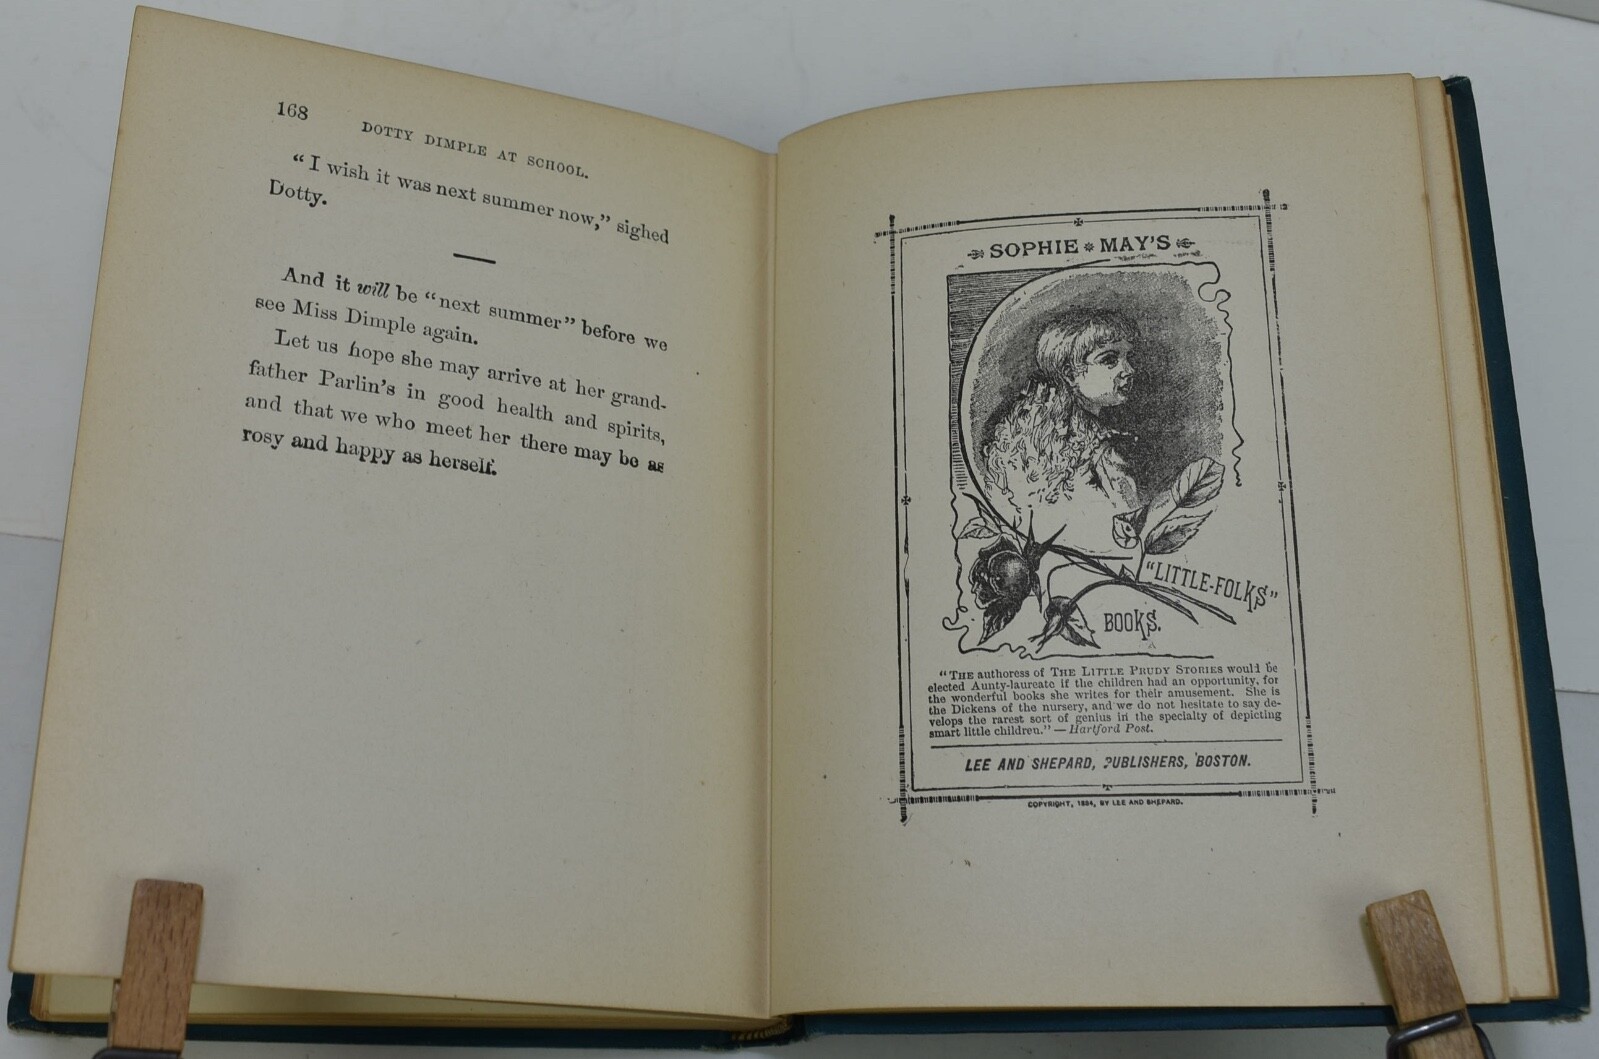 168
DOTTY DIMPLE AT SCHOOL.
“I wish it was next summer now,” sighed
Dotty.
And it will be “next summer” before we
see Miss Dimple again.
Let us hope she may arrive at her grand-
father Parlin's in good health and spirits,
and that we who meet her there may be as
rosy and happy as herself.
SOPHIE MAY'S
"LITTLE-FOLKS"
BOOKS.
“THE authoress of THE LITTLE PRUDY STORIES would be
elected Aunty-laureate if the children had an opportunity, for
the wonderful books she writes for their amusement. She is
the Dickens of the nursery, and we do not hesitate to say de-
velops the rarest sort of genius in the specialty of depicting
smart little children.” — Hartford Post.
LEE AND SHEPARD, PUBLISHERS, BOSTON.
COPYRIGHT, 1884, BY LEE AND SHEPARD.